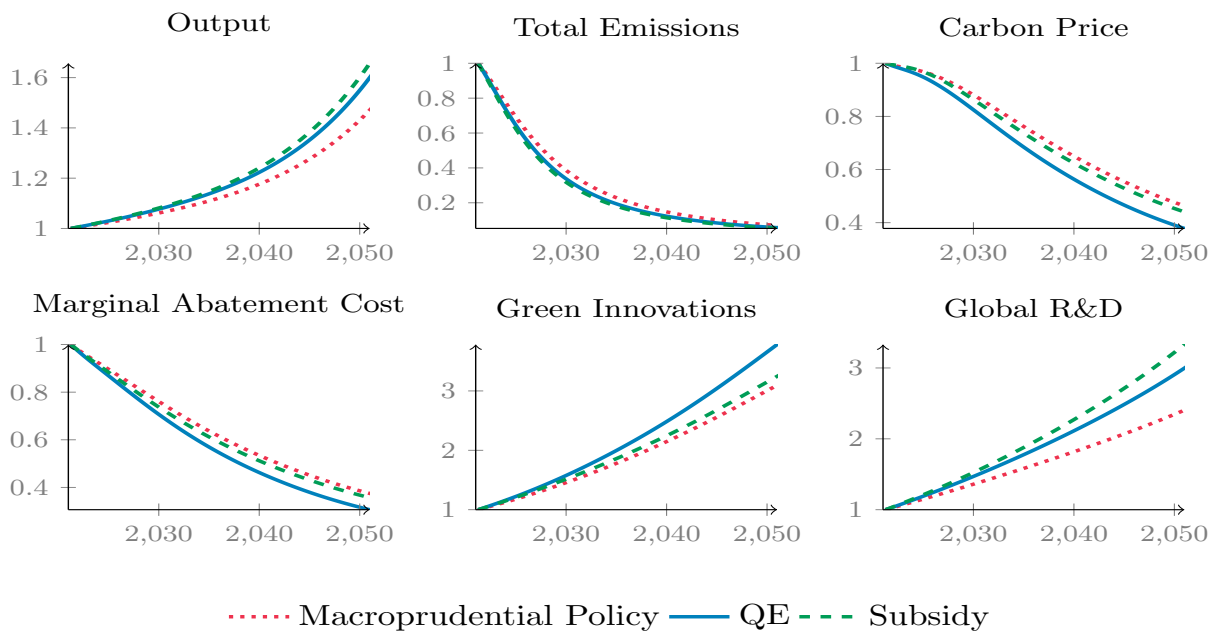 Output
1
1.2
1.4
1.6
2,030 2,040 2,050
Total Emissions
0.2
0.4
0.6
0.8
1
2,030 2,040 2,050
Carbon Price
0.4
0.6
0.8
1
2,030 2,040 2,050
Marginal Abatement Cost
0.4
0.6
0.8
1
2,030 2,040 2,050
Green Innovations
1
2
3
2,030 2,040 2,050
Global R&D
1
2
3
2,030 2,040 2,050
Macroprudential Policy QE Subsidy